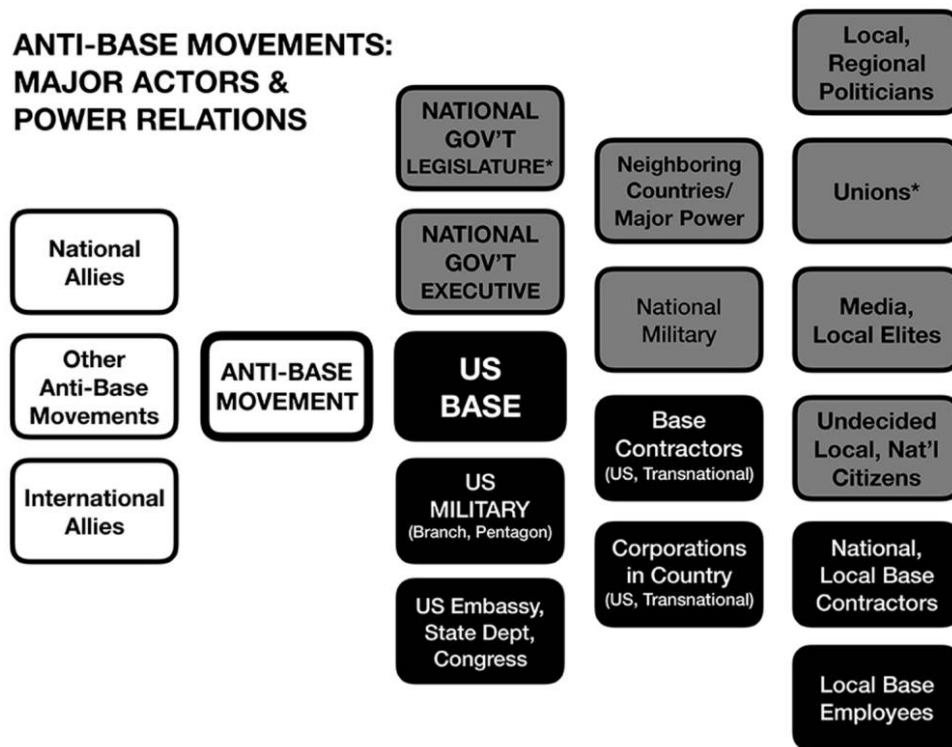 ANTI-BASE MOVEMENTS:
MAJOR ACTORS &
POWER RELATIONS
National
Allies
Other
Anti-Base
Movements
International
Allies
ANTI-BASE
MOVEMENT
NATIONAL
GOV'T
LEGISLATURE*
NATIONAL
GOV'T
EXECUTIVE
US
BASE
US
MILITARY
(Branch, Pentagon)
US Embassy,
State Dept,
Congress
Neighboring
Countries/
Major Power
National
Military
Base
Contractors
(US, Transnational)
Corporations
in Country
(US, Transnational)
Local,
Regional
Politicians
Unions*
Media,
Local Elites
Undecided
Local, Nat'l
Citizens
National,
Local Base
Contractors
Local Base
Employees